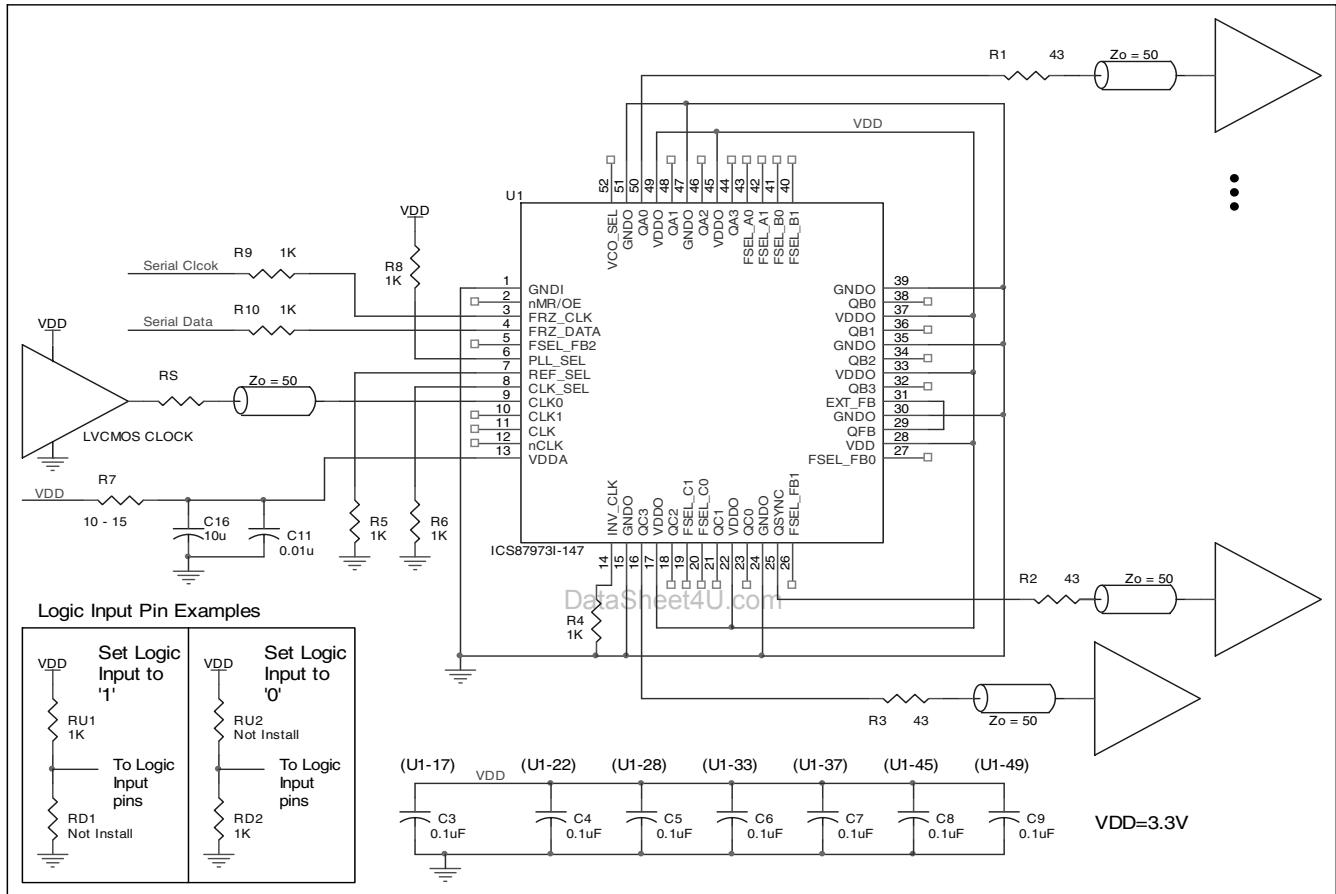 R1 43 Zo = 50
VDD
52 51 50 49 48 47 46 45 44 43 42 41 40
U1
VCO_SEL GNDO QA0 VDDO QA1 GNDO QA2 VDDO QA3 FSEL_A0 FSEL_A1 FSEL_B0 FSEL_B1
VDD
R9 1K
Serial Clcok
R8
1K
R10 1K
Serial Data
1 GNDI
2 nMR/OE
3 FRZ_CLK
4 FRZ_DATA
5 FSEL_FB2
6 PLL_SEL
7 REF_SEL
8 CLK_SEL
9 CLK0
10 CLK1
11 CLK
12 nCLK
13 VDDA
GNDO 39
QB0 38
VDDO 37
QB1 36
GNDO 35
QB2 34
VDDO 33
QB3 32
EXT_FB 31
GNDO 30
QFB 29
VDD 28
FSEL_FB0 27
VDD
RS
Zo = 50
LVCMOS CLOCK
VDD
R7
10 - 15
C16
10u
C11
0.01u
R5
1K
R6
1K
INV_CLK GNDO QC3 VDDO QC2 FSEL_C1 FSEL_C0 QC1 VDDO QC0 GNDO QSYNC FSEL_FB1
ICS87973I-147
14 15 16 17 18 19 20 21 22 23 24 25 26
DataSheet4U.com
R4
1K
R2 43 Zo = 50
R3 43 Zo = 50
Logic Input Pin Examples
VDD
Set Logic
Input to
'1'
RU1
1K
To Logic
Input
pins
RD1
Not Install
VDD
Set Logic
Input to
'0'
RU2
Not Install
To Logic
Input
pins
RD2
1K
(U1-17) (U1-22) (U1-28) (U1-33) (U1-37) (U1-45) (U1-49)
VDD
C3 C4 C5 C6 C7 C8 C9
0.1uF 0.1uF 0.1uF 0.1uF 0.1uF 0.1uF 0.1uF
VDD=3.3V